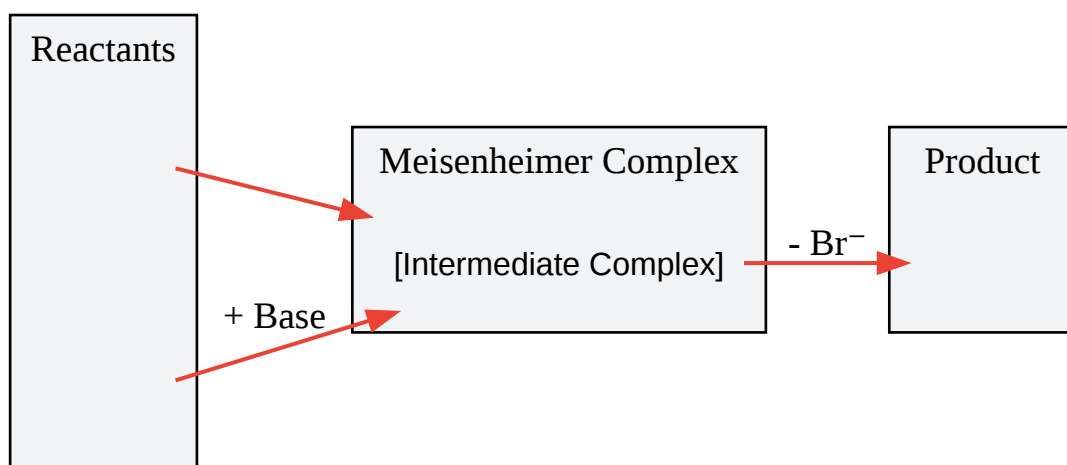 Reactants
Meisenheimer Complex
Product
- Br⁻
[Intermediate Complex]
+ Base